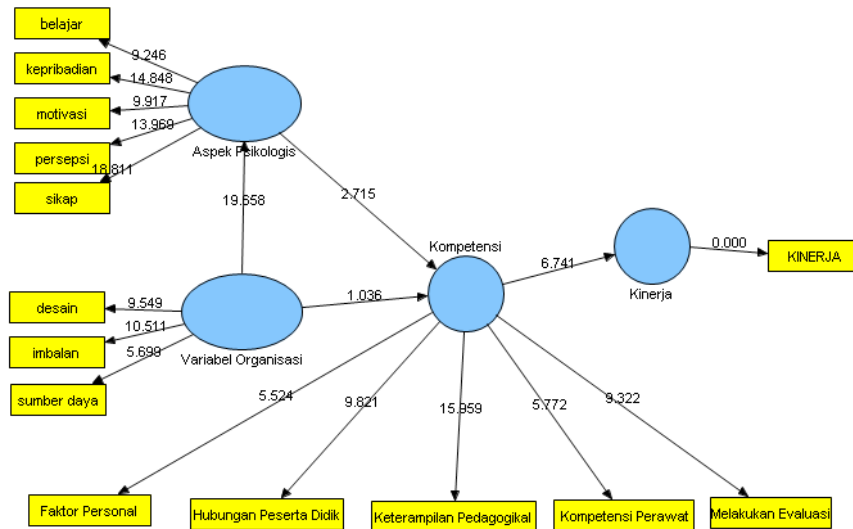 belajar
9.246
kepribadian
14.848
motivasi
9.917
13.969
persepsi
18.811
sikap
Aspek Psikologis
19.658
2.715
Kompetensi
6.741
0.000
KINERJA
Kinerja
desain
9.549
1.036
10.511
imbalan
5.699
Variabel Organisasi
sumber daya
5.524
9.821
15.959
5.772
9.322
Faktor Personal
Hubungan Peserta Didik
Keterampilan Pedagogikal
Kompetensi Perawat
Melakukan Evaluasi